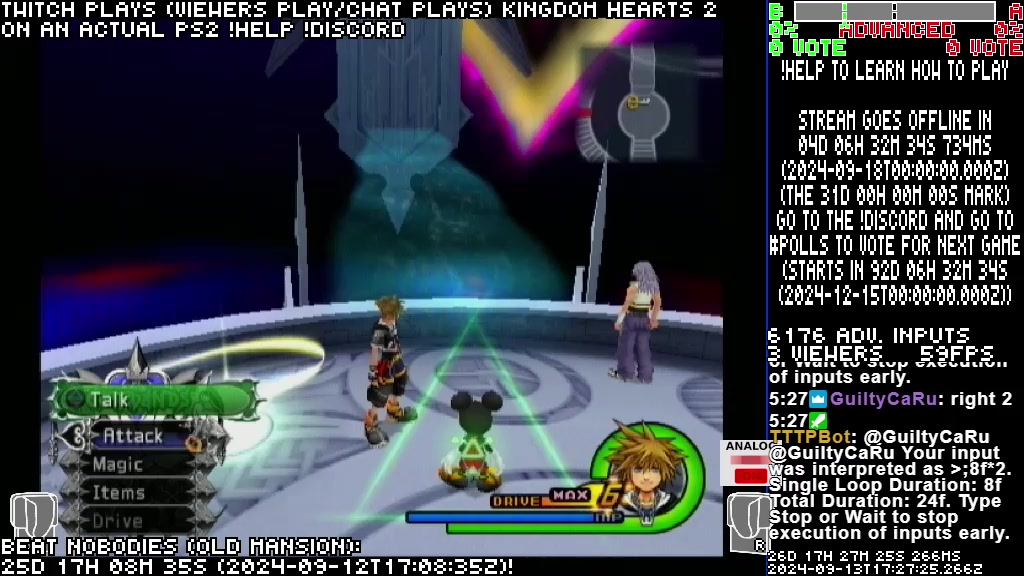 TWITCH PLAYS (VIEWERS PLAY/CHAT PLAYS) KINGDOM HEARTS 2
ON AN ACTUAL PS2 !HELP !DISCORD
B
A
0%
ADVANCED
0%
0 VOTE
0 VOTE
!HELP TO LEARN HOW TO PLAY
STREAM GOES OFFLINE IN
04D 06H 32M 34S 734MS
(2024-09-18T00:00:00.000Z)
(THE 31D 00H 00M 00S MARK)
GO TO THE !DISCORD AND GO TO
#POLLS TO VOTE FOR NEXT GAME
(STARTS IN 92D 06H 32M 34S
(2024-12-15T00:00:00.000Z))
6176 ADV. INPUTS
3 VIEWERS 59FPS
of inputs early.
5:27 GuiltyCaRu: right 2
5:27
TTTPBot: @GuiltyCaRu
@GuiltyCaRu Your input
was interpreted as >;8f*2.
Single Loop Duration: 8f
Total Duration: 24f. Type
Stop or Wait to stop
execution of inputs early.
26D 17H 27M 25S 266MS
2024-09-13T17:27:25.266Z
Talk
Attack
Magic
Items
Drive
DRIVE MAX 6
ANALOG
R
BEAT NOBODIES (OLD MANSION):
25D 17H 08M 35S (2024-09-12T17:08:35Z)!